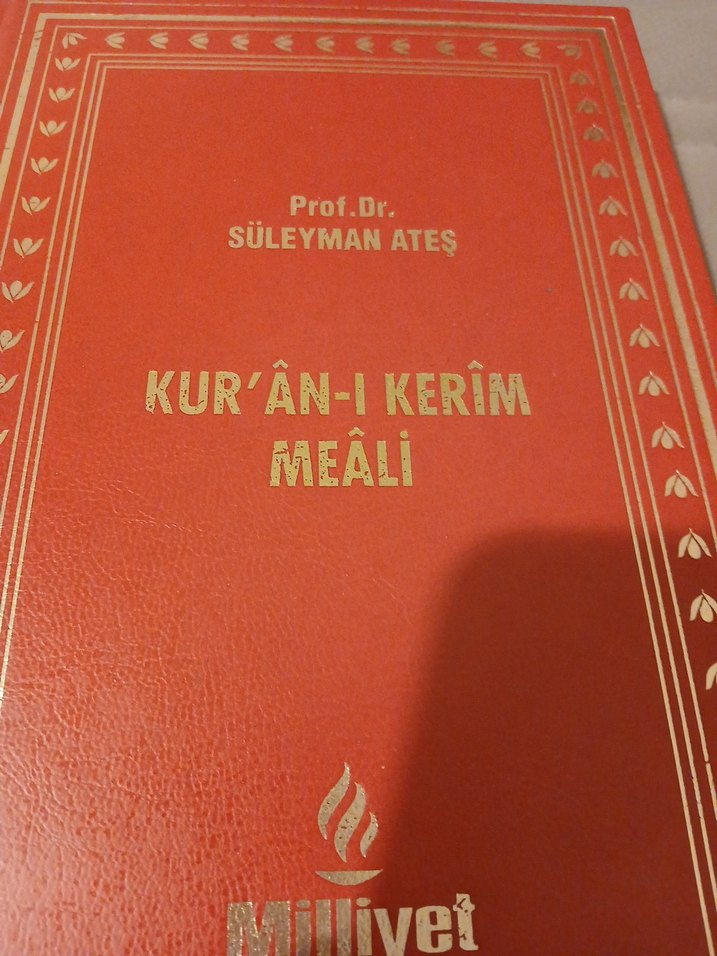 Prof.Dr.
SÜLEYMAN ATEŞ
KUR'ÂN-I KERÎM
MEÂLİ
Milliyet